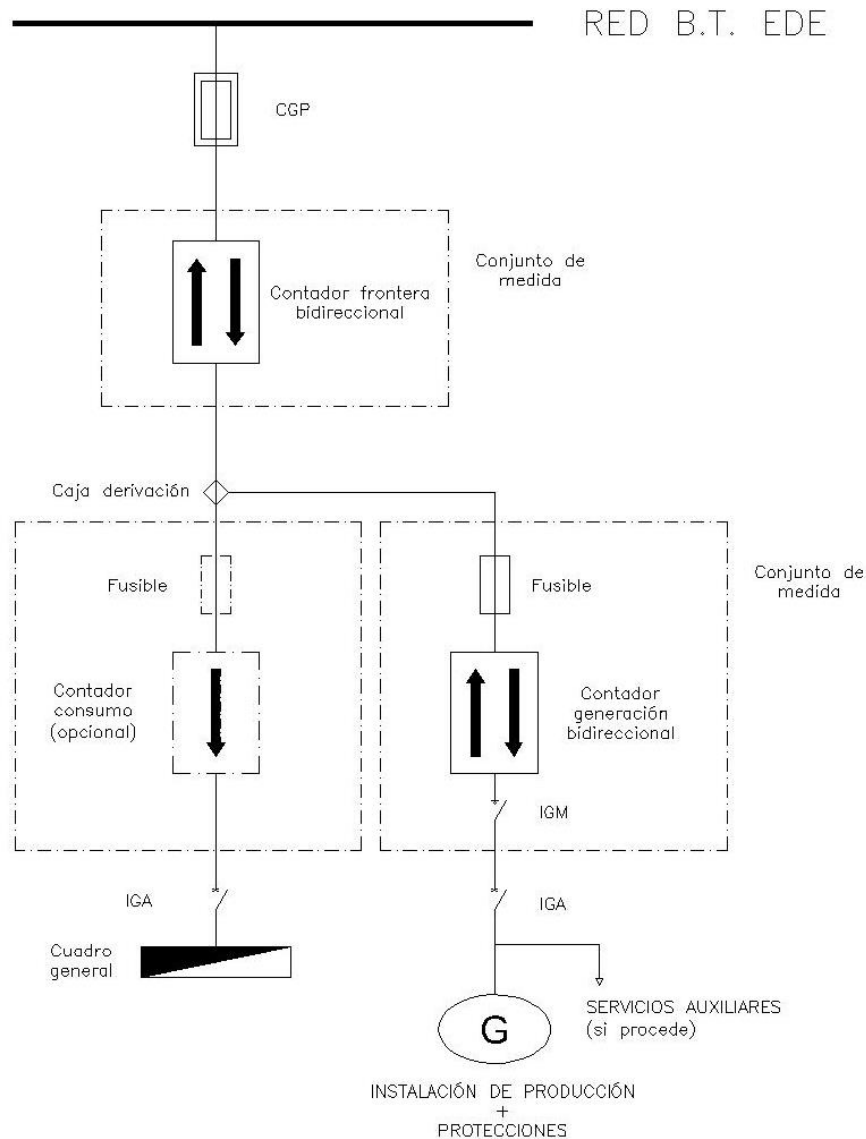 RED B.T. EDE
CGP
Conjunto de
medida
Contador frontera
bidireccional
Caja derivación
Fusible
Fusible
Conjunto de
medida
Contador
consumo
(opcional)
Contador
generación
bidireccional
IGM
IGA
IGA
Cuadro
general
SERVICIOS AUXILIARES
(si procede)
G
INSTALACIÓN DE PRODUCCIÓN
+
PROTECCIONES